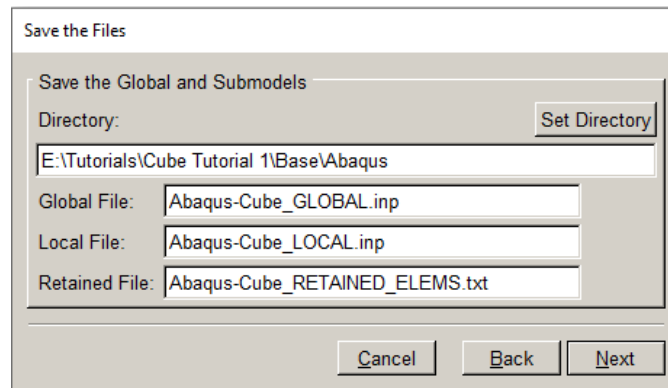 Save the Files
Save the Global and Submodels
Directory: Set Directory
E:\Tutorials\Cube Tutorial 1\Base\Abaqus
Global File: Abaqus-Cube_GLOBAL.inp
Local File: Abaqus-Cube_LOCAL.inp
Retained File: Abaqus-Cube_RETAINED_ELEMS.txt
Cancel Back Next